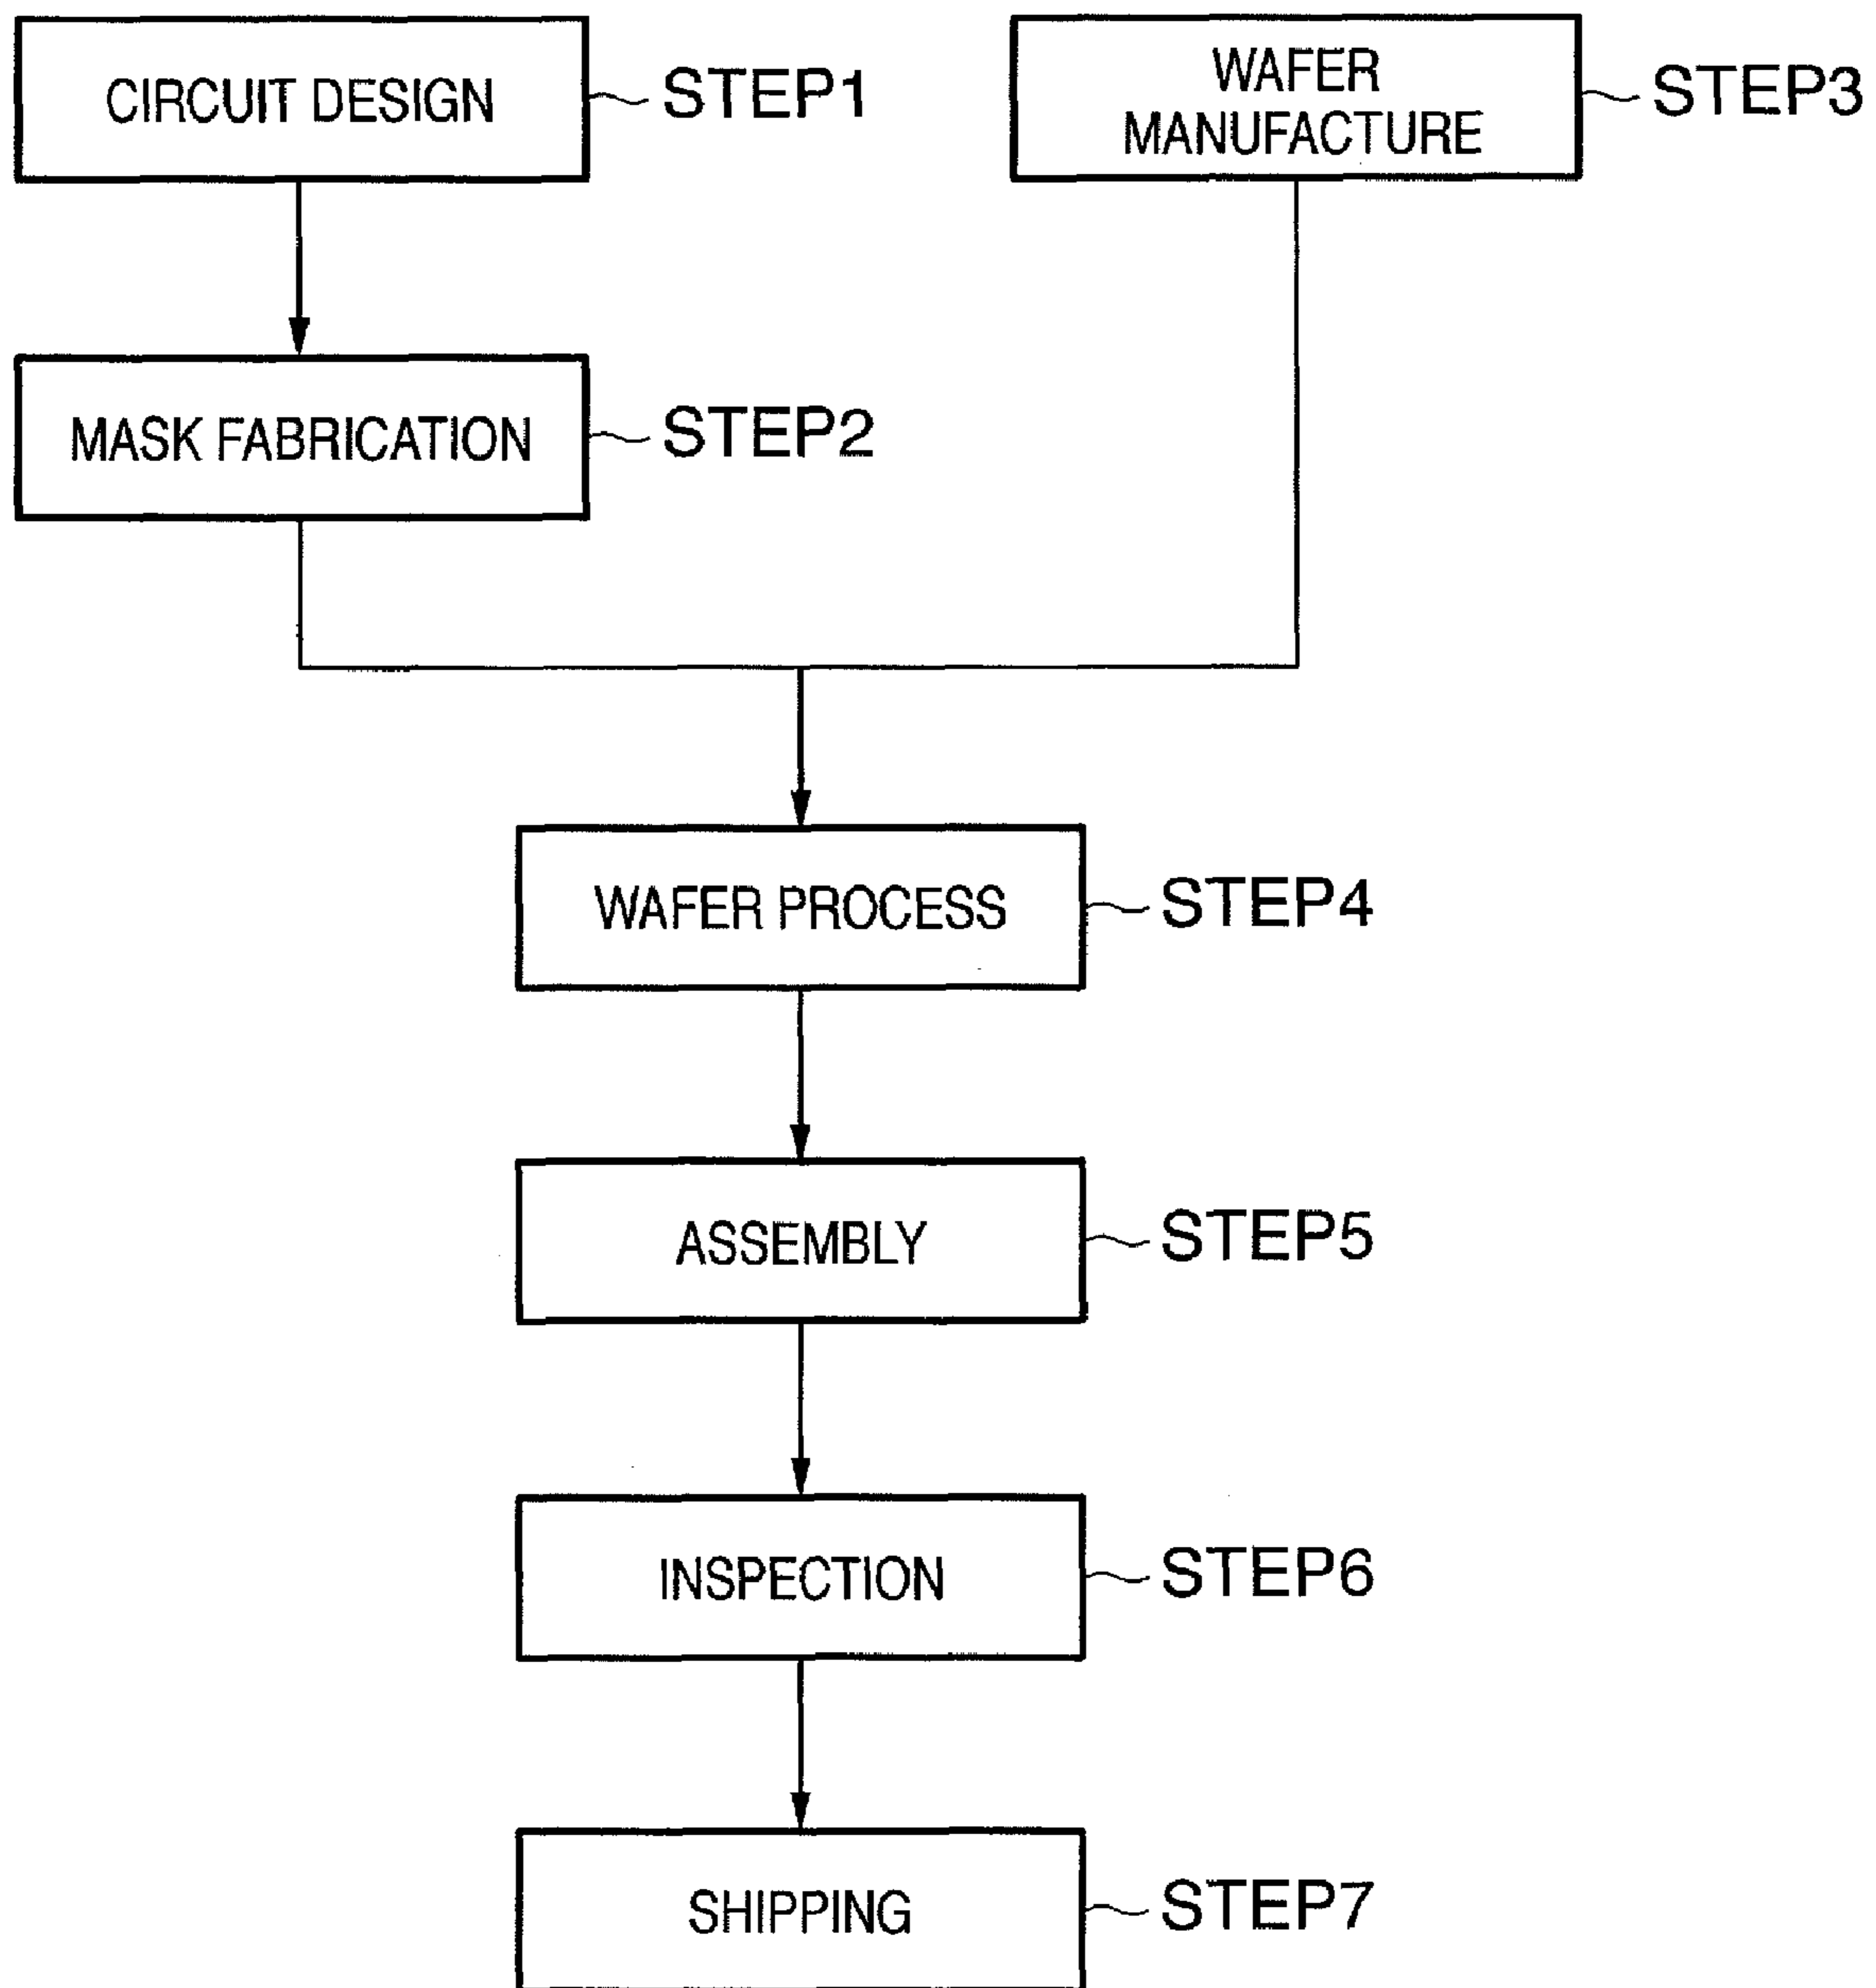 CIRCUIT DESIGN
STEP1
WAFER
MANUFACTURE
STEP3
MASK FABRICATION
STEP2
WAFER PROCESS
STEP4
ASSEMBLY
STEP5
INSPECTION
STEP6
SHIPPING
STEP7